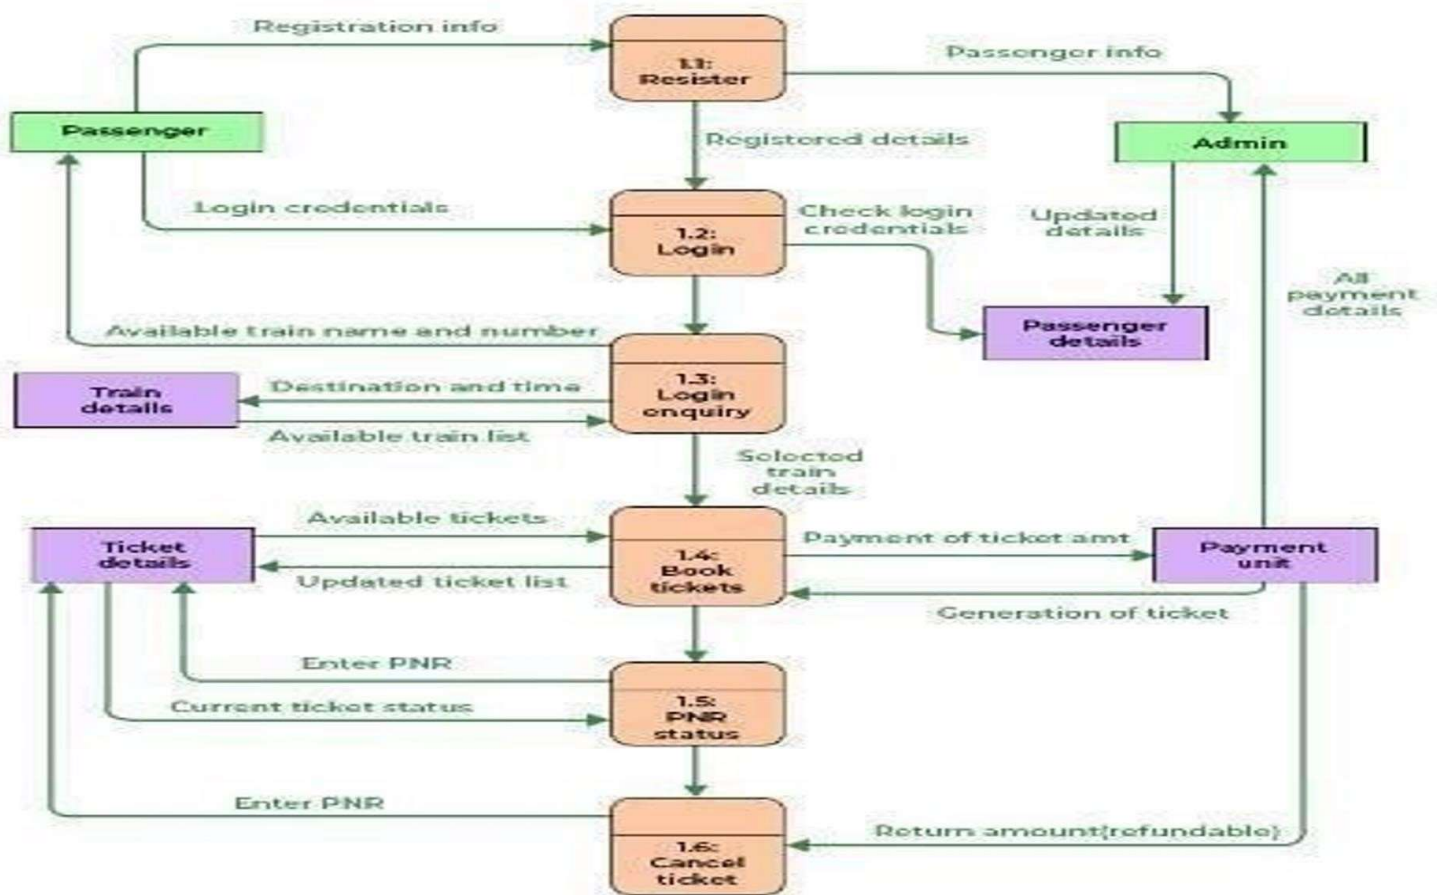 Registration info
Passenger info
1.1:
Resister
Passenger
Admin
Registered details
Login credentials
Check login
credentials
Updated
details
1.2:
Login
All
payment
details
Passenger
details
Available train name and number
1.3:
Login
enquiry
Train
details
Destination and time
Available train list
Selected
train
details
Available tickets
Ticket
details
Updated ticket list
1.4:
Book
tickets
Payment of ticket amt
Payment
unit
Generation of ticket
Enter PNR
Current ticket status
1.5:
PNR
status
Enter PNR
Return amount(refundable)
1.6:
Cancel
ticket